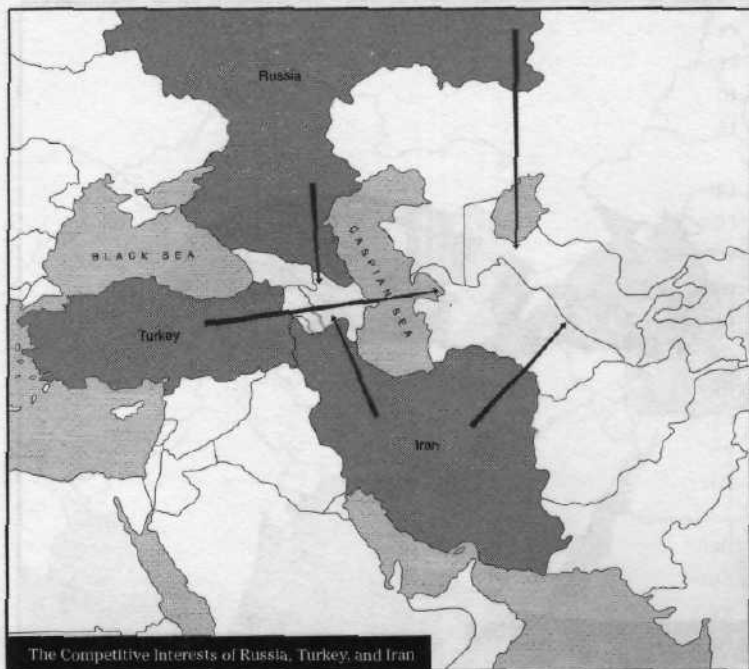 Russia
BLACK SEA
CASPIAN SEA
Turkey
Iran
The Competitive Interests of Russia, Turkey, and Iran